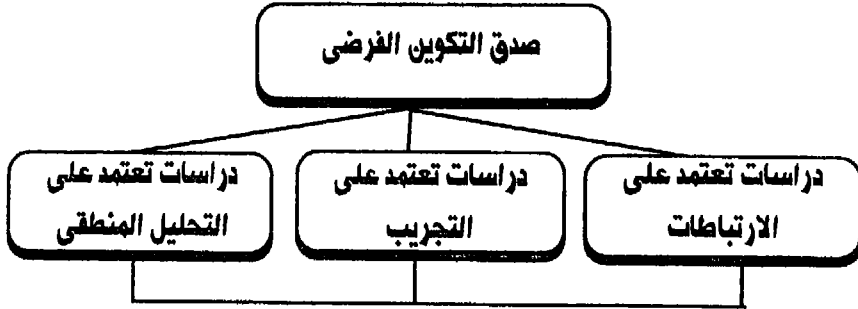 صدق التكوين الفرضى
دراسات تعتمد على
الارتباطات
دراسات تعتمد على
التجريب
دراسات تعتمد على
التحليل المنطقى